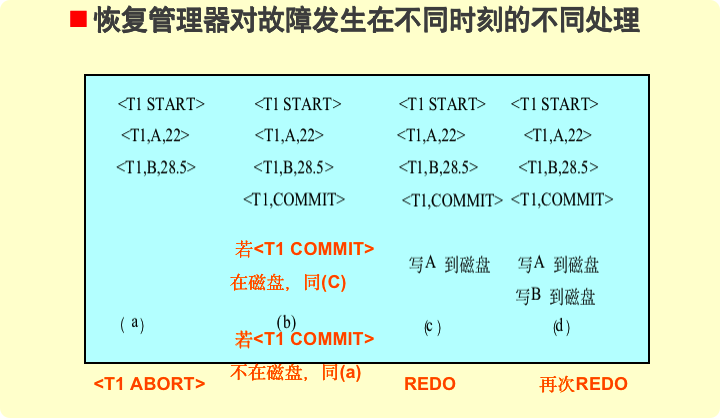 恢复管理器对故障发生在不同时刻的不同处理
<T1 START>
<T1,A,22>
<T1,B,28.5>
(a)
<T1 ABORT>
<T1 START>
<T1,A,22>
<T1,B,28.5>
<T1,COMMIT>
若<T1 COMMIT>
在磁盘，同(C)
(b)
若<T1 COMMIT>
不在磁盘，同(a)
<T1 START>
<T1,A,22>
<T1,B,28.5>
<T1,COMMIT>
写A 到磁盘
(c)
REDO
<T1 START>
<T1,A,22>
<T1,B,28.5>
<T1,COMMIT>
写A 到磁盘
写B 到磁盘
(d)
再次REDO